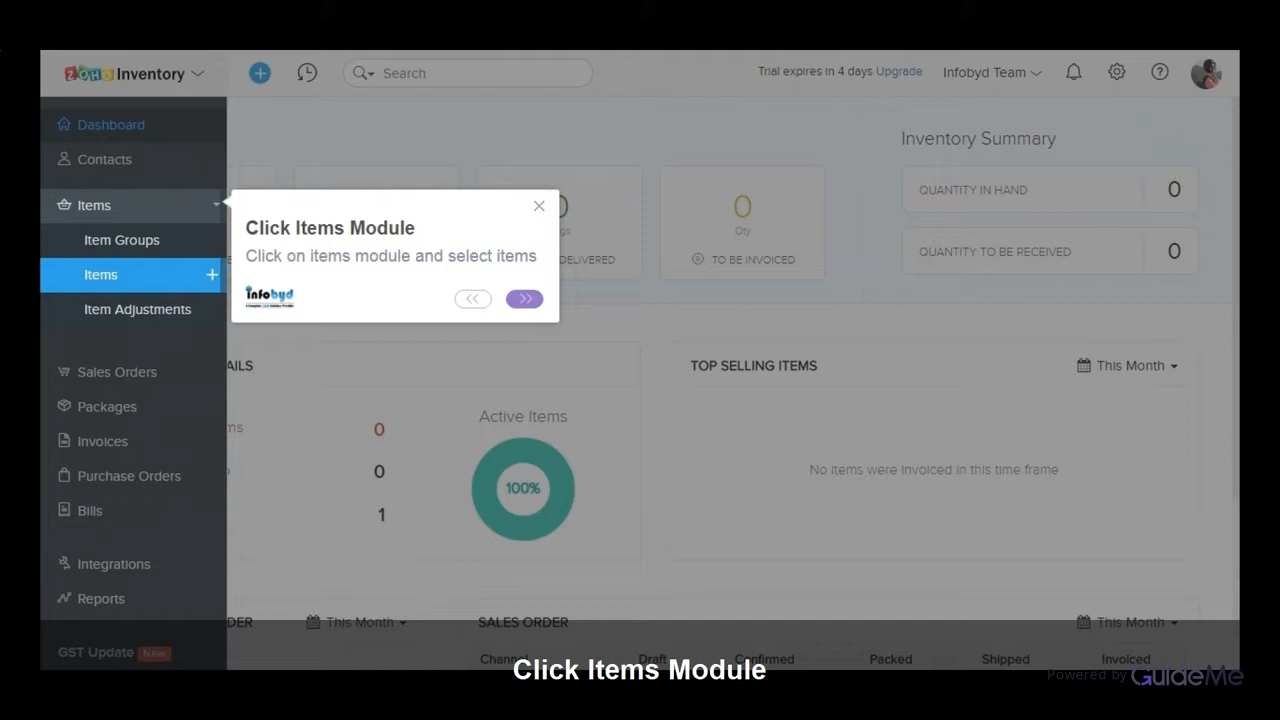 ZOHO Inventory
Search
Trial expires in 4 days Upgrade
Infobyd Team
Dashboard
Contacts
Items
Item Groups
Items
Item Adjustments
Sales Orders
Packages
Invoices
Purchase Orders
Bills
Integrations
Reports
GST Update New
Click Items Module
Click on items module and select items
infobyd
DELIVERED
0
Qty
TO BE INVOICED
Inventory Summary
QUANTITY IN HAND 0
QUANTITY TO BE RECEIVED 0
AILS
ms 0
0
1
Active Items
100%
TOP SELLING ITEMS
This Month
No items were invoiced in this time frame
DER
This Month
SALES ORDER
This Month
Channel Draft Confirmed Packed Shipped Invoiced
Click Items Module
Powered by GuideMe